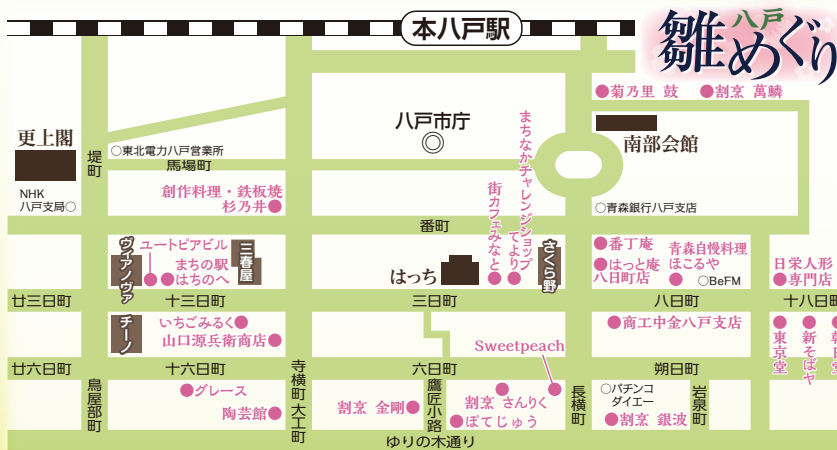 本八戸駅
八戸
雛めぐり
菊乃里 鼓
割烹 萬鱗
更上閣
堤町
東北電力八戸営業所
馬場町
八戸市庁
まちなかチャレンジショップ
てより
街カフェみなと
南部会館
NHK
八戸支局
創作料理・鉄板焼
杉乃井
青森銀行八戸支店
番町
ヴィアノヴァ
ユートピアビル
まちの駅
はちのへ
三春屋
はっち
さくら野
番丁庵
はっと庵
八日町店
青森自慢料理
ほこるや
BeFM
日栄人形
専門店
廿三日町
十三日町
三日町
八日町
十八日町
チーノ
いちごみるく
山口源兵衛商店
商工中金八戸支店
東京堂
新そばや
Sweetpeach
廿六日町
十六日町
六日町
朔日町
鳥屋部町
グレース
陶芸館
寺横町
大工町
割烹 金剛
鷹匠小路
割烹 さんりく
ぽてじゅう
長横町
パチンコ
ダイエー
割烹 銀波
岩泉町
ゆりの木通り